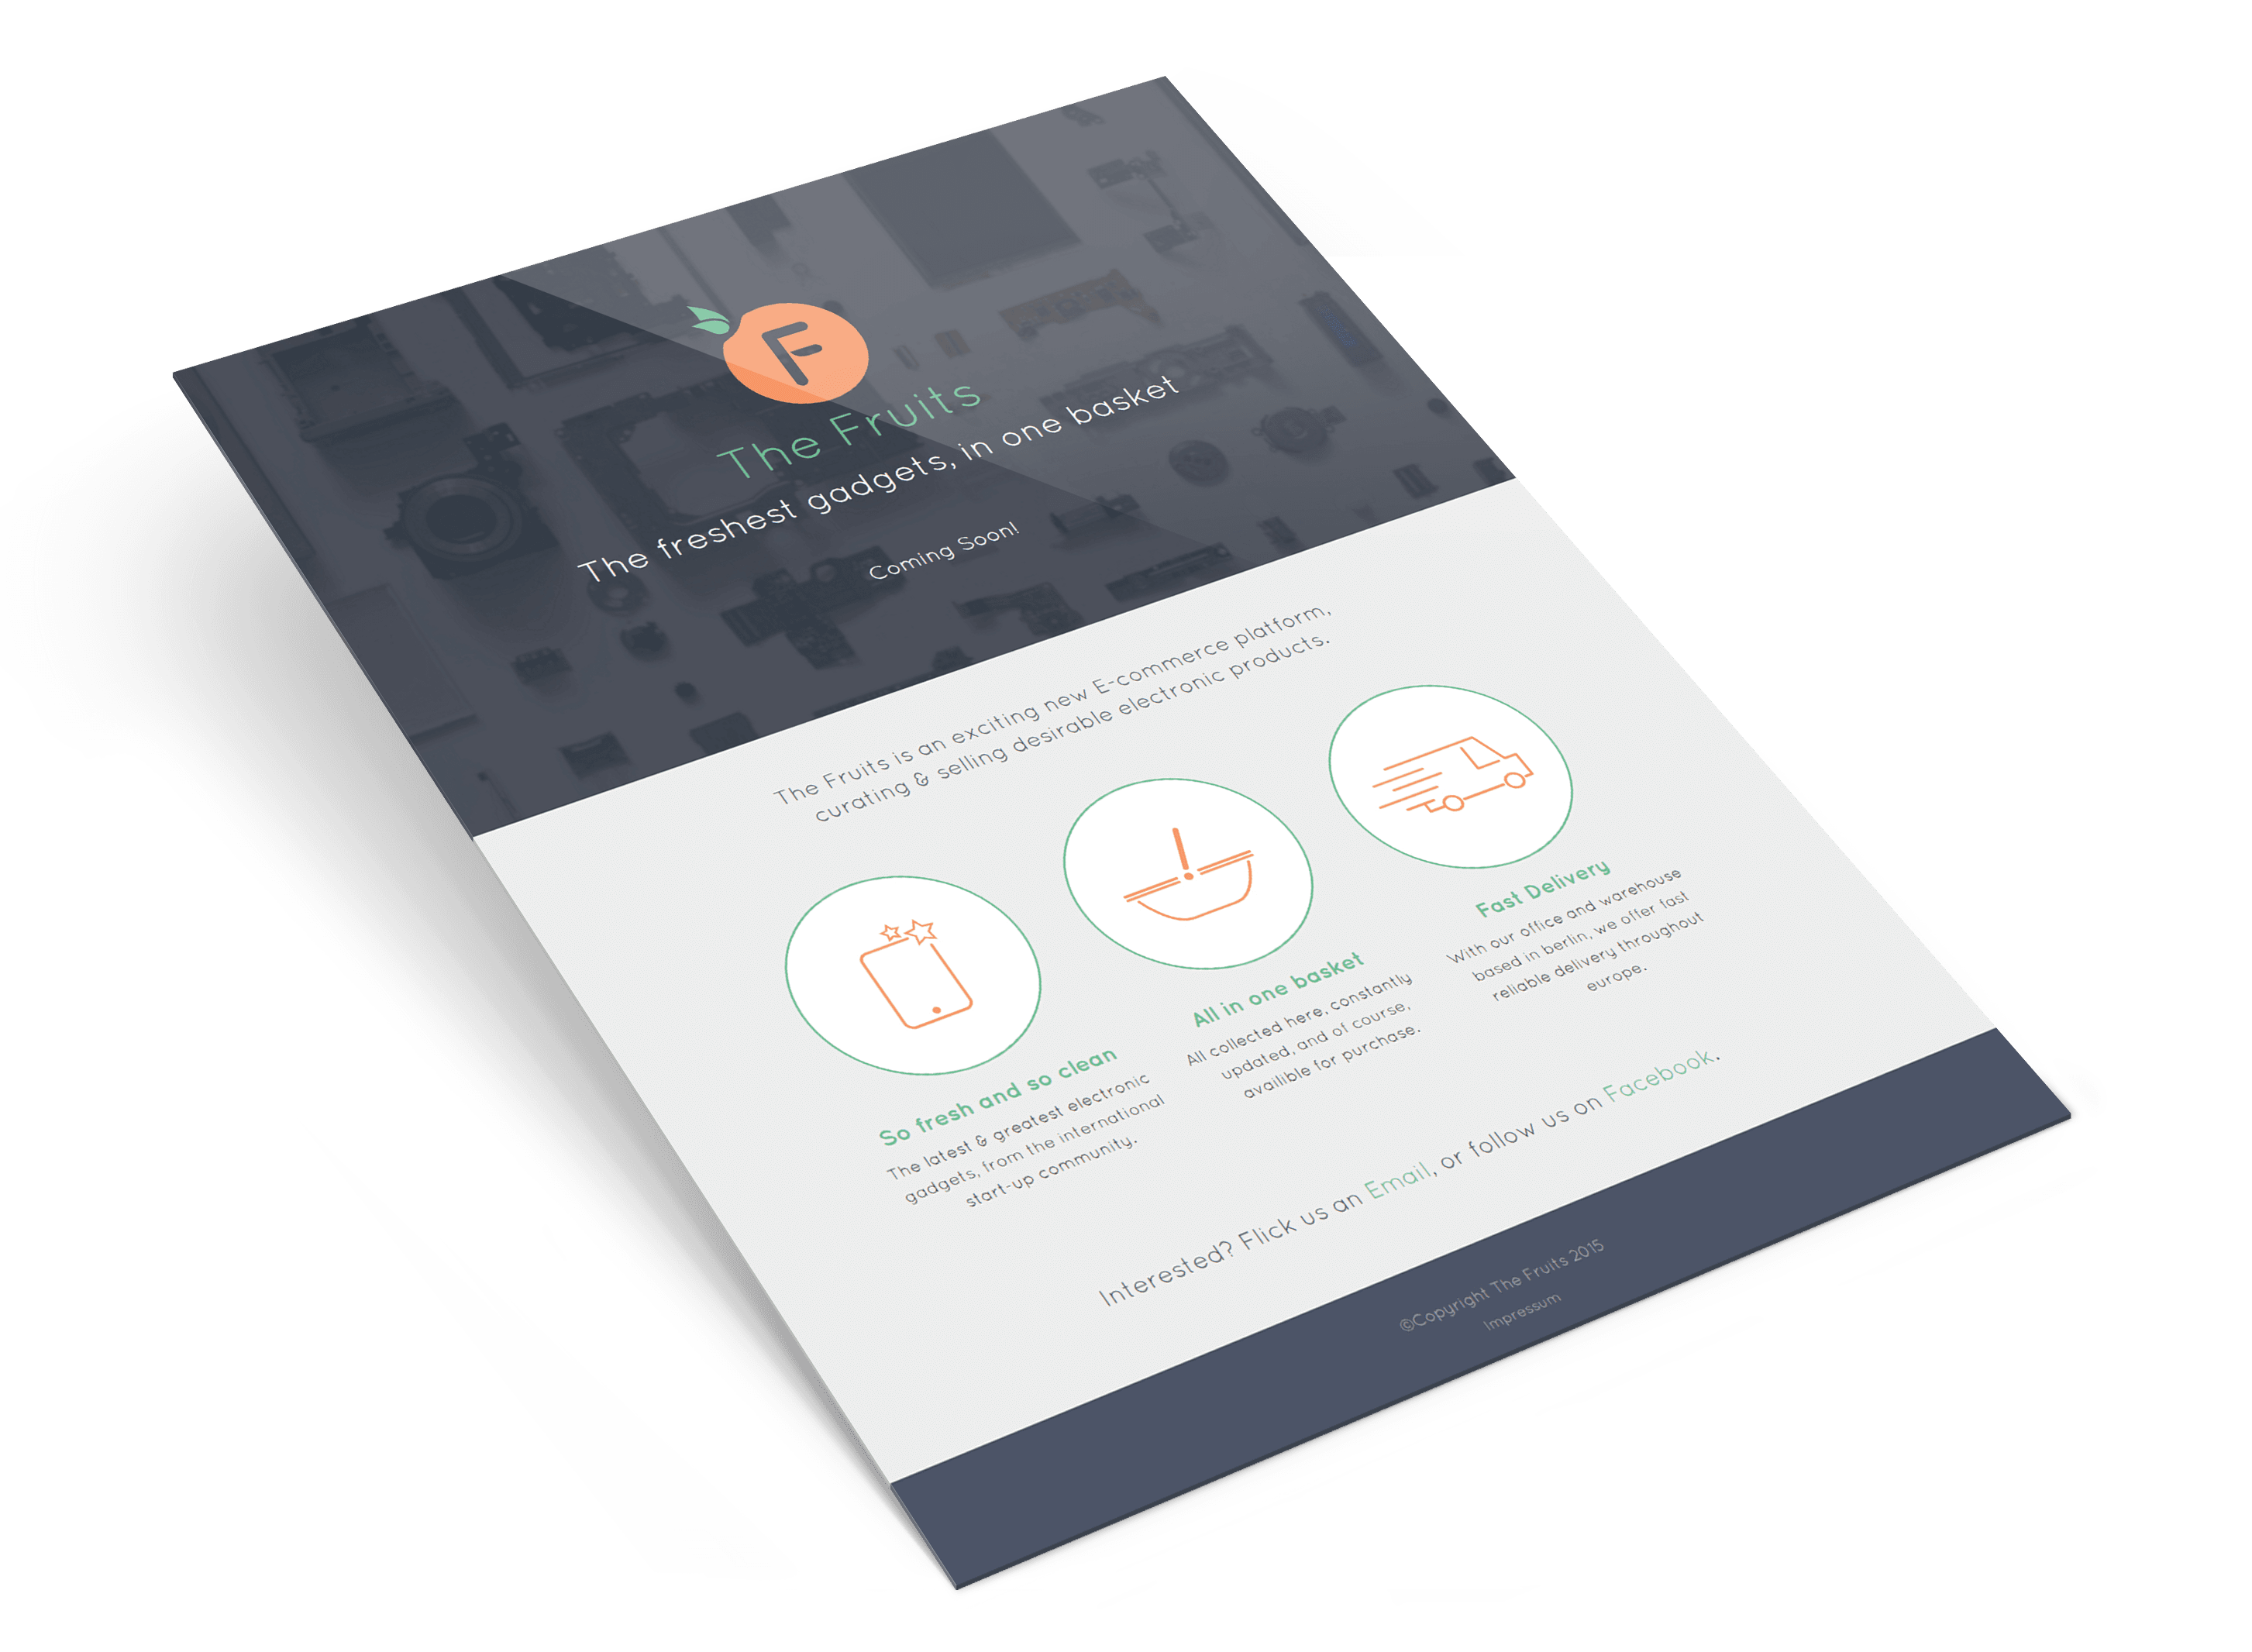 F
The Fruits
The freshest gadgets, in one basket
Coming Soon!
The Fruits is an exciting new E-commerce platform,
curating & selling desirable electronic products.
So fresh and so clean
The latest & greatest electronic
gadgets, from the international
start-up community.
All in one basket
All collected here, constantly
updated, and of course,
availible for purchase.
Fast Delivery
With our office and warehouse
based in berlin, we offer fast
reliable delivery throughout
europe.
Interested? Flick us an Email, or follow us on Facebook.
©Copyright The Fruits 2015
Impressum